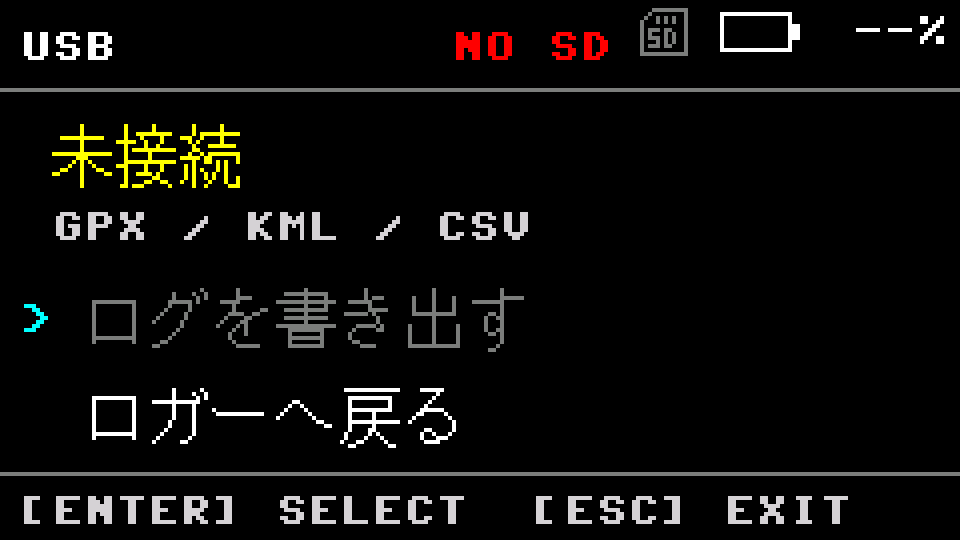 USB NO SD SD --%
未接続
GPX / KML / CSV
> ログを書き出す
ロガーへ戻る
[ENTER] SELECT [ESC] EXIT